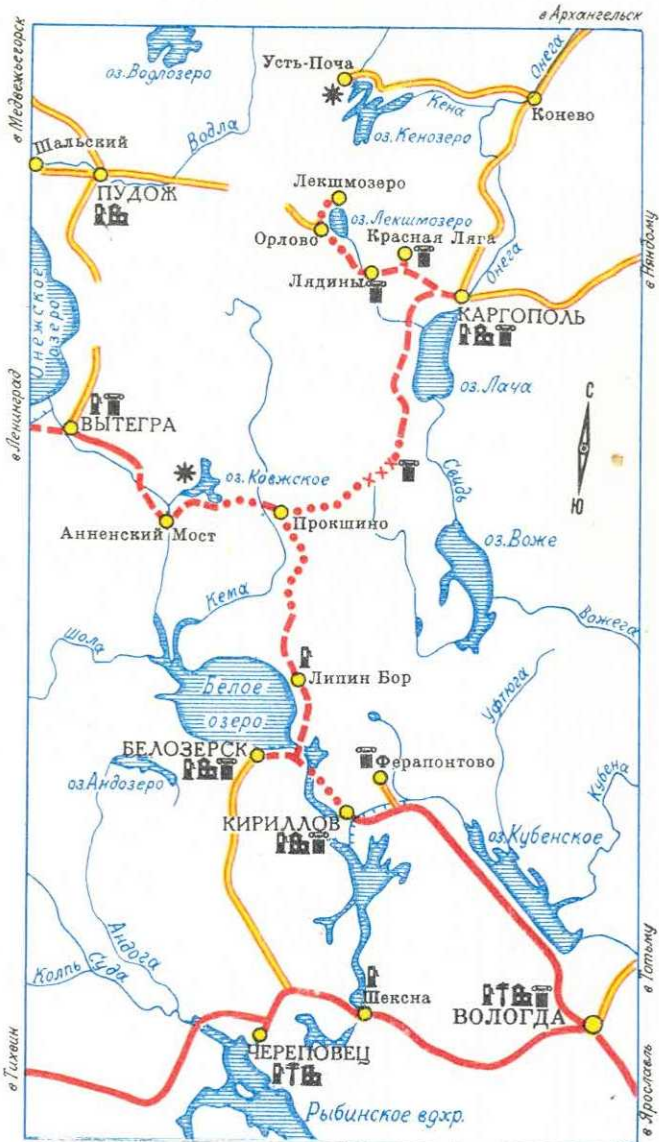 в Архангельск
в Медвежьегорск
оз. Водлозеро
Усть-Поча
Онега
Кена
Конево
оз. Кенозеро
Водла
Шальский
ПУДОЖ
Лекшмозеро
оз. Лекшмозеро
Орлово
Красная Ляга
Лядины
Онега
в Няндому
КАРГОПОЛЬ
Онежское
озеро
оз. Лача
в Ленинград
ВЫТЕГРА
С
Ю
оз. Ковжское
Свидь
Прокшино
Анненский Мост
оз. Воже
Кема
Вожега
Шола
Липин Бор
Белое
озеро
Уфтюга
БЕЛОЗЕРСК
Ферапонтово
Кубена
оз. Андозеро
КИРИЛЛОВ
оз. Кубенское
Андога
Суда
Колпь
в Тотьму
Шексна
ВОЛОГДА
ЧЕРЕПОВЕЦ
в Тихвин
Рыбинское вдхр.
в Ярославль